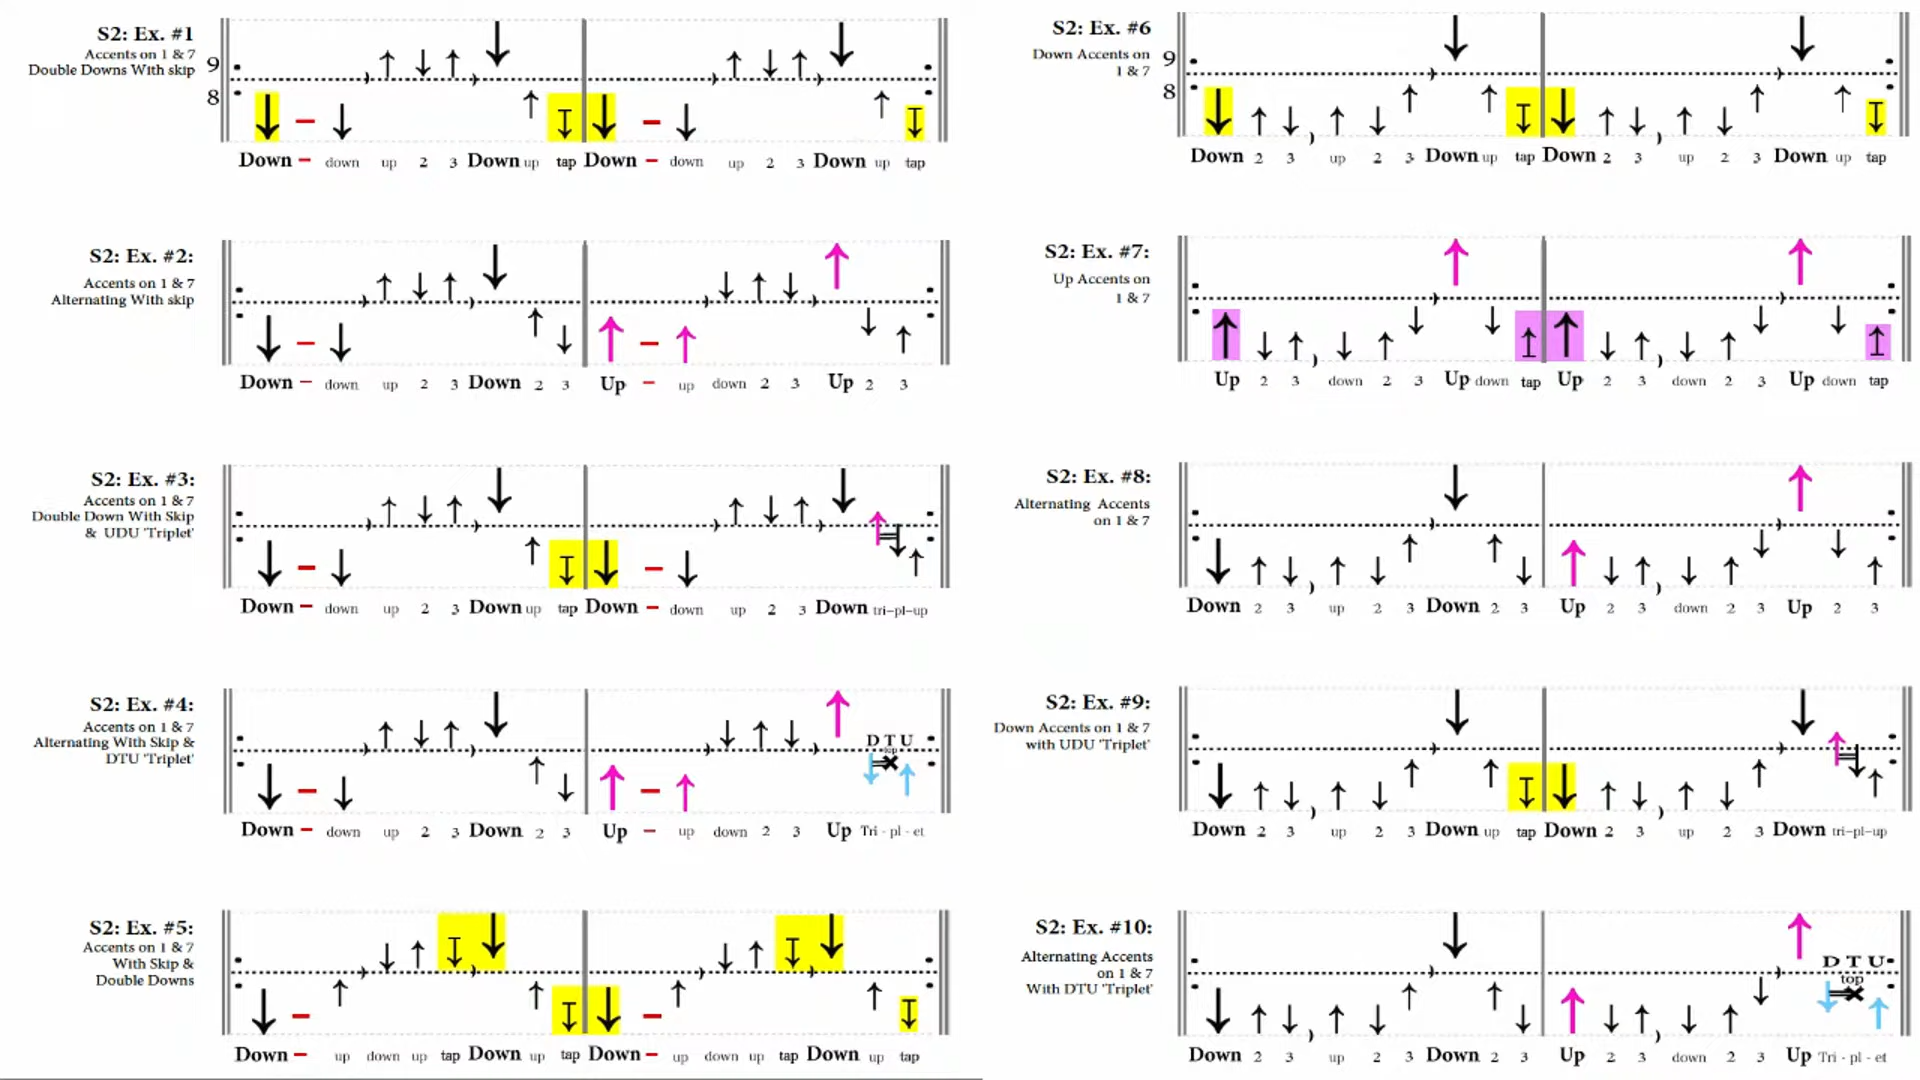 S2: Ex. #1
Accents on 1 & 7
Double Downs With skip
9
8
Down – down up 2 3 Down up tap Down – down up 2 3 Down up tap
S2: Ex. #2:
Accents on 1 & 7
Alternating With skip
Down – down up 2 3 Down 2 3 Up – up down 2 3 Up 2 3
S2: Ex. #3:
Accents on 1 & 7
Double Down With Skip
& UDU 'Triplet'
Down – down up 2 3 Down up tap Down – down up 2 3 Down tri-pl-up
S2: Ex. #4:
Accents on 1 & 7
Alternating With Skip &
DTU 'Triplet'
D T U
top
Down – down up 2 3 Down 2 3 Up – up down 2 3 Up Tri - pl - et
S2: Ex. #5:
Accents on 1 & 7
With Skip &
Double Downs
Down – up down up tap Down up tap Down – up down up tap Down up tap
S2: Ex. #6
Down Accents on
1 & 7
9
8
Down 2 3 up 2 3 Down up tap Down 2 3 up 2 3 Down up tap
S2: Ex. #7:
Up Accents on
1 & 7
Up 2 3 down 2 3 Up down tap Up 2 3 down 2 3 Up down tap
S2: Ex. #8:
Alternating Accents
on 1 & 7
Down 2 3 up 2 3 Down 2 3 Up 2 3 down 2 3 Up 2 3
S2: Ex. #9:
Down Accents on 1 & 7
with UDU 'Triplet'
Down 2 3 up 2 3 Down up tap Down 2 3 up 2 3 Down tri-pl-up
S2: Ex. #10:
Alternating Accents
on 1 & 7
With DTU 'Triplet'
D T U
top
Down 2 3 up 2 3 Down 2 3 Up 2 3 down 2 3 Up Tri - pl - et